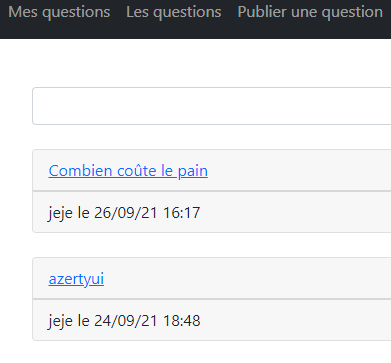 Mes questions Les questions Publier une question
Combien coûte le pain
jeje le 26/09/21 16:17
azertyui
jeje le 24/09/21 18:48